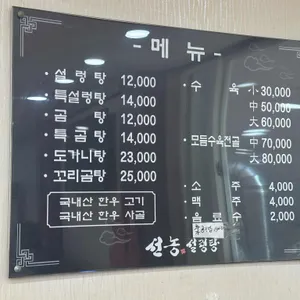 - 메 뉴 -
· 설 렁 탕 12,000
· 특설렁탕 14,000
· 곰 탕 12,000
· 특 곰 탕 14,000
· 도가니탕 23,000
· 꼬리곰탕 25,000
국내산 한우 고기
국내산 한우 사골
· 수 육 小 30,000
中 50,000
大 60,000
· 모듬수육전골 中 70,000
大 80,000
· 소 주 4,000
· 맥 주 4,000
· 음 료 수 2,000
선농 설렁탕